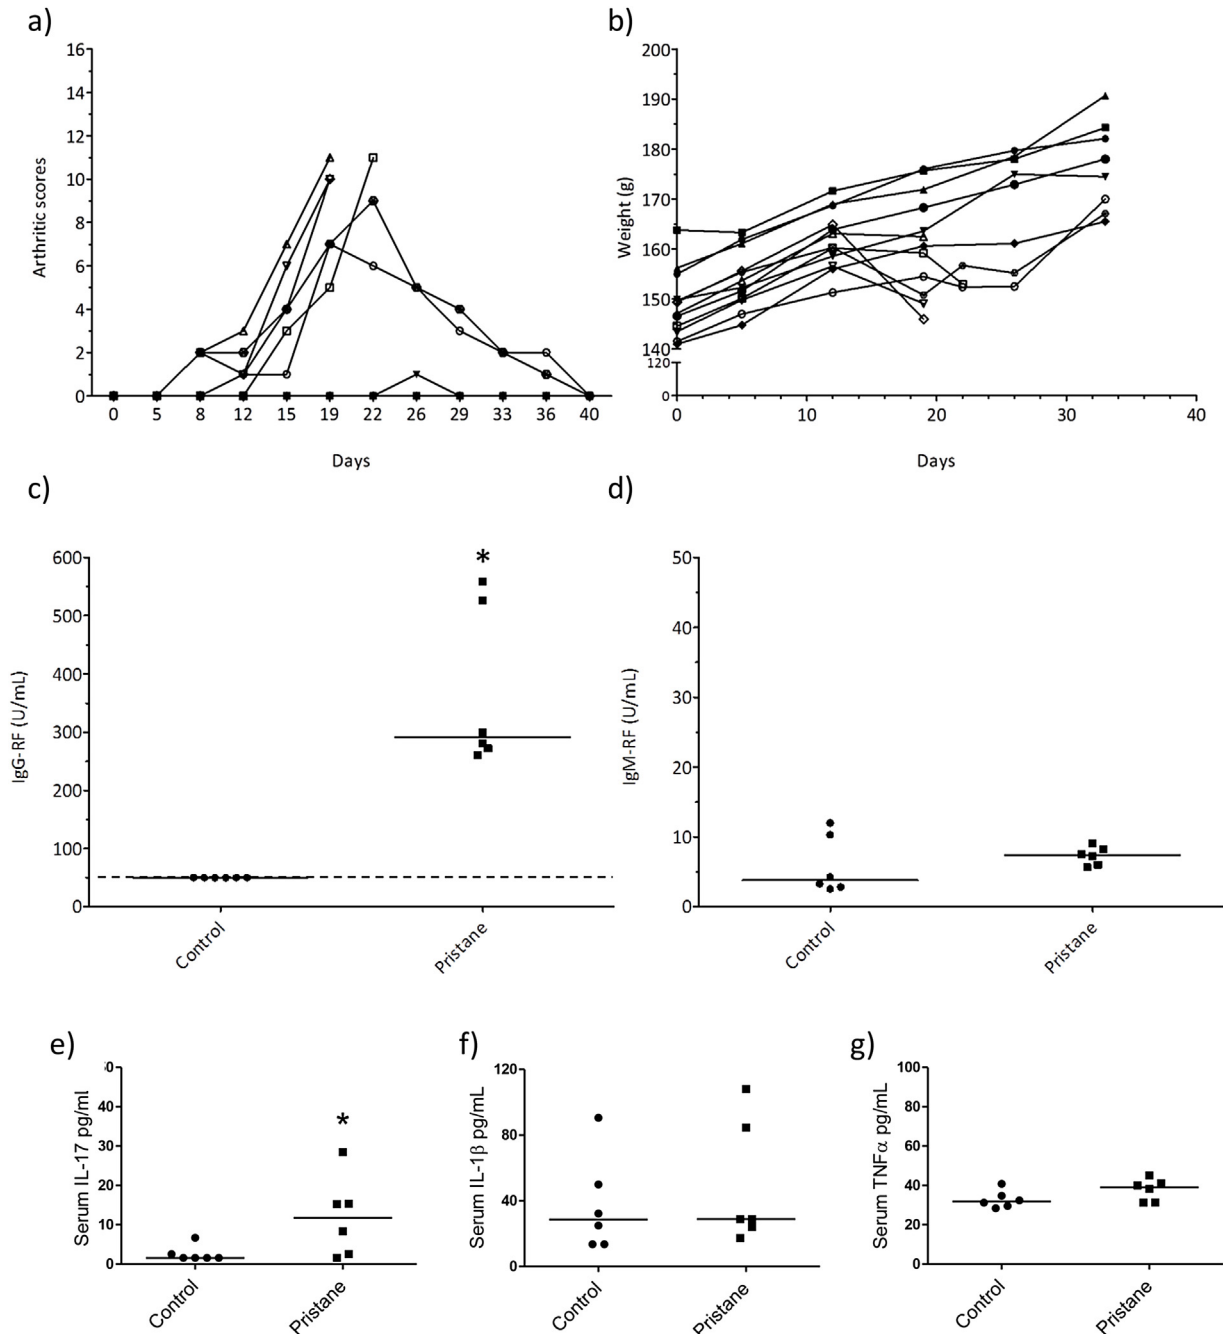 a)
b)
16
14
12
10
8
6
4
2
0
Arthritic scores
0 5 8 12 15 19 22 26 29 33 36 40
Days
200
190
180
170
160
150
140
120
0
Weight (g)
0 10 20 30 40
Days
c)
d)
600
500
400
300
200
100
0
IgG-RF (U/mL)
*
Control
Pristane
50
40
30
20
10
0
IgM-RF (U/mL)
Control
Pristane
e)
f)
g)
40
30
20
10
0
Serum IL-17 pg/ml
*
Control
Pristane
120
80
40
0
Serum IL-1β pg/mL
Control
Pristane
100
80
60
40
20
0
Serum TNFα pg/mL
Control
Pristane